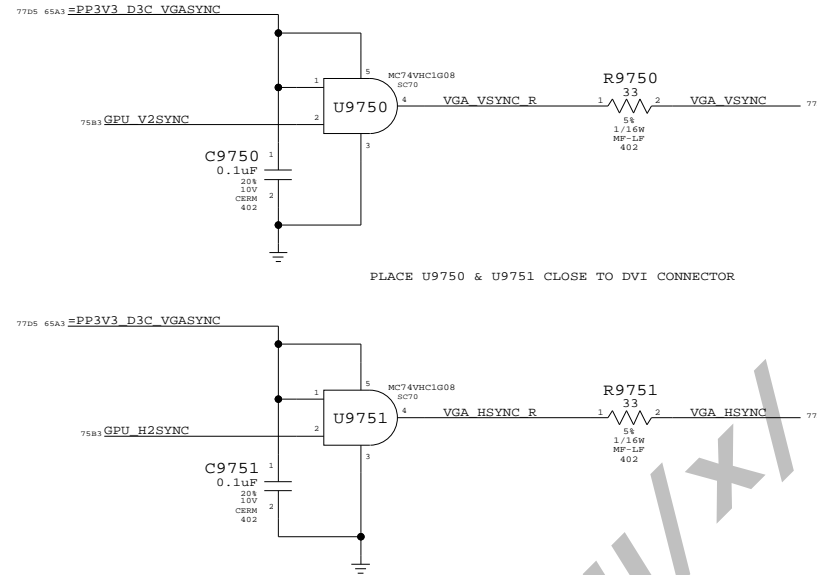 77D5 65A3 =PP3V3_D3C_VGASYNC
5 MC74VHC1G08
SC70
1
U9750
4 VGA_VSYNC_R
R9750
33
1 2 VGA_VSYNC 77
5%
1/16W
MF-LF
402
75B3 GPU_V2SYNC 2
3
C9750 1
0.1uF
20%
10V
CERM 2
402
PLACE U9750 & U9751 CLOSE TO DVI CONNECTOR
77D5 65A3 =PP3V3_D3C_VGASYNC
5 MC74VHC1G08
SC70
1
U9751
4 VGA_HSYNC_R
R9751
33
1 2 VGA_HSYNC 77
5%
1/16W
MF-LF
402
75B3 GPU_H2SYNC 2
3
C9751 1
0.1uF
20%
10V
CERM 2
402
/x/